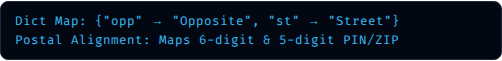 Dict Map: {"opp" → "Opposite", "st" → "Street"}
Postal Alignment: Maps 6-digit & 5-digit PIN/ZIP